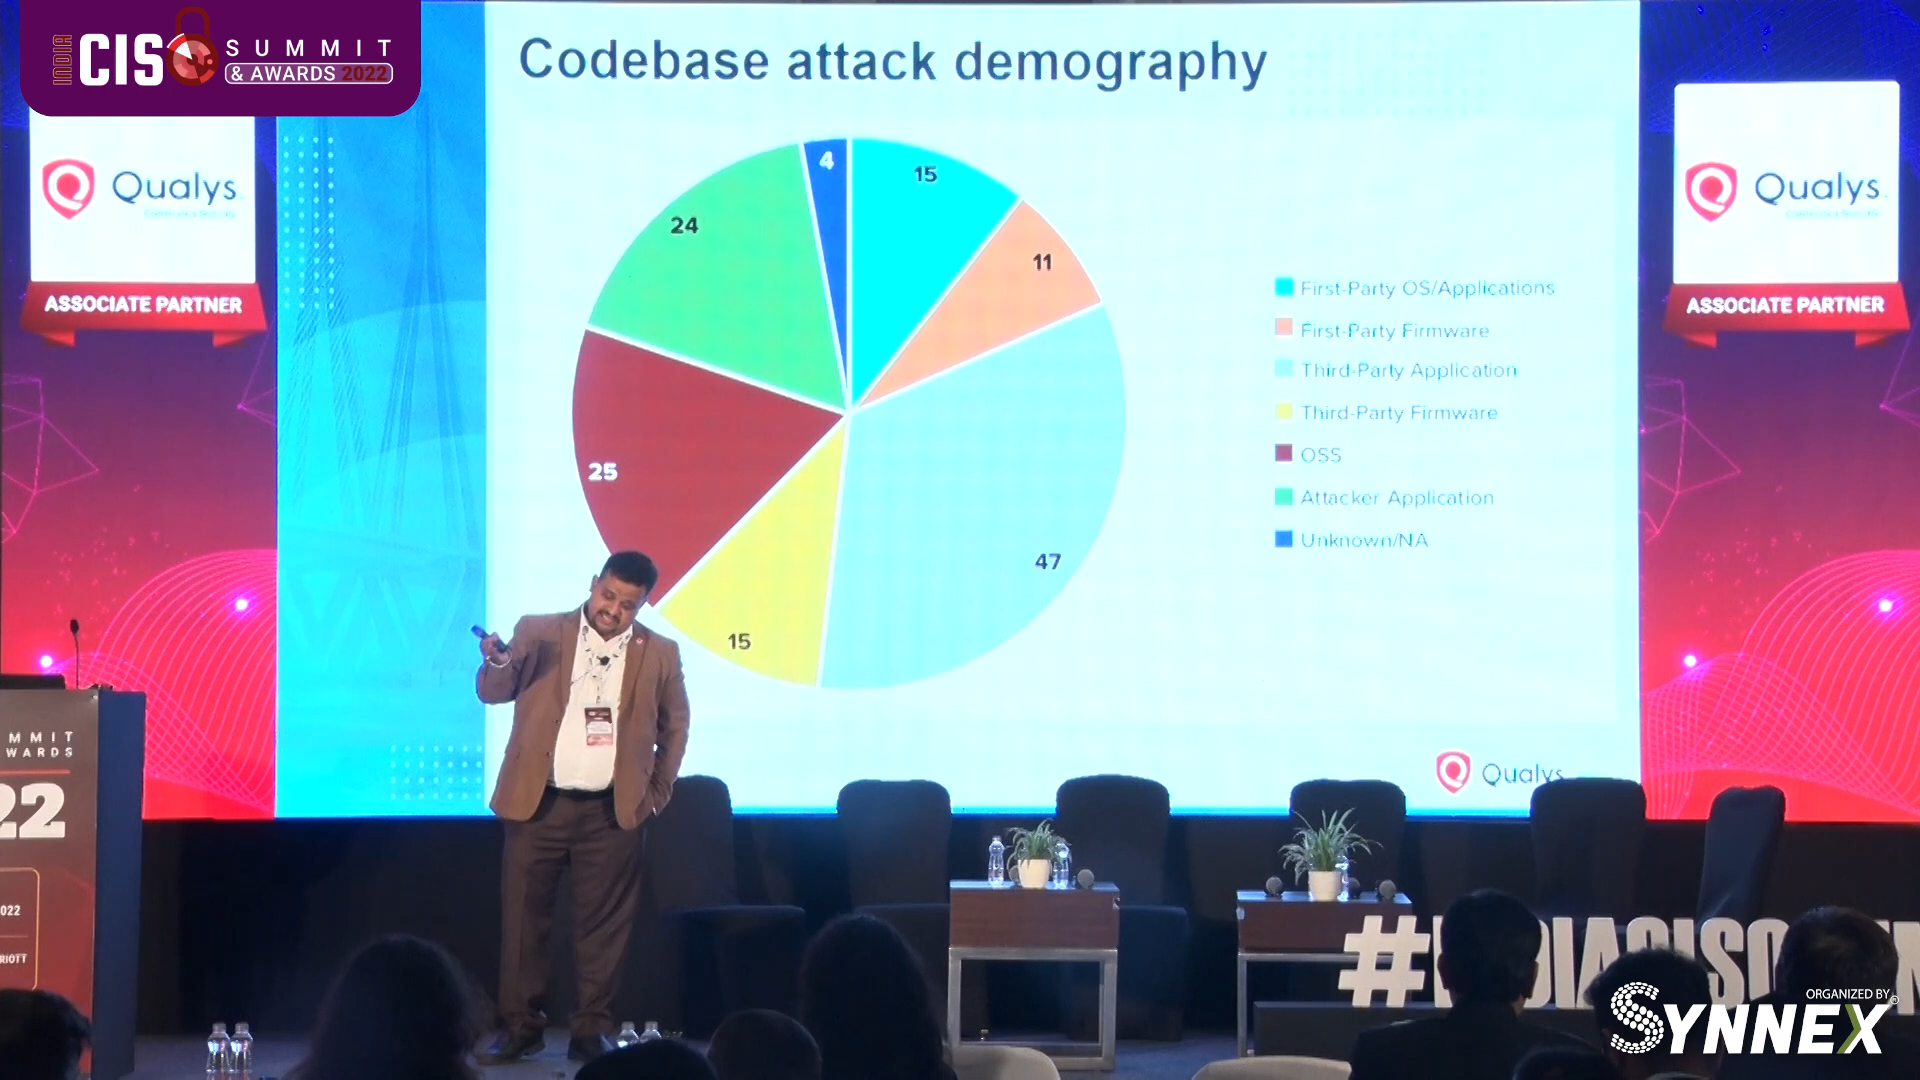 INDIA
CISO SUMMIT
& AWARDS 2022
Codebase attack demography
Qualys.
ASSOCIATE PARTNER
Qualys.
ASSOCIATE PARTNER
4
15
24
11
25
47
15
First-Party OS/Applications
First-Party Firmware
Third-Party Application
Third-Party Firmware
OSS
Attacker Application
Unknown/NA
Qualys.
MMIT
WARDS
22
022
RIOTT
#INDIACISO
ORGANIZED BY
SYNNEX®